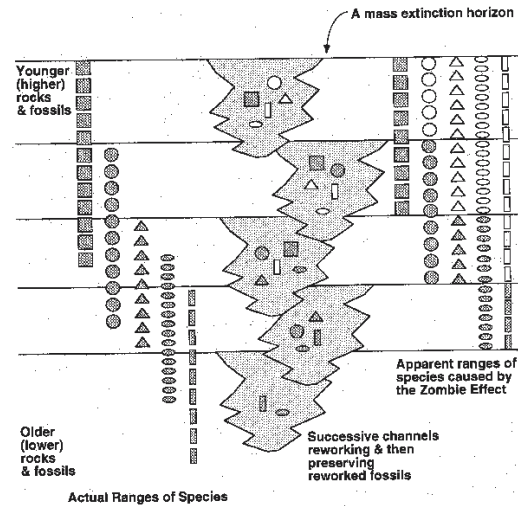 A mass extinction horizon
Younger
(higher)
rocks
& fossils
Apparent ranges of
species caused by
the Zombie Effect
Older
(lower)
rocks
& fossils
Successive channels
reworking & then
preserving
reworked fossils
Actual Ranges of Species